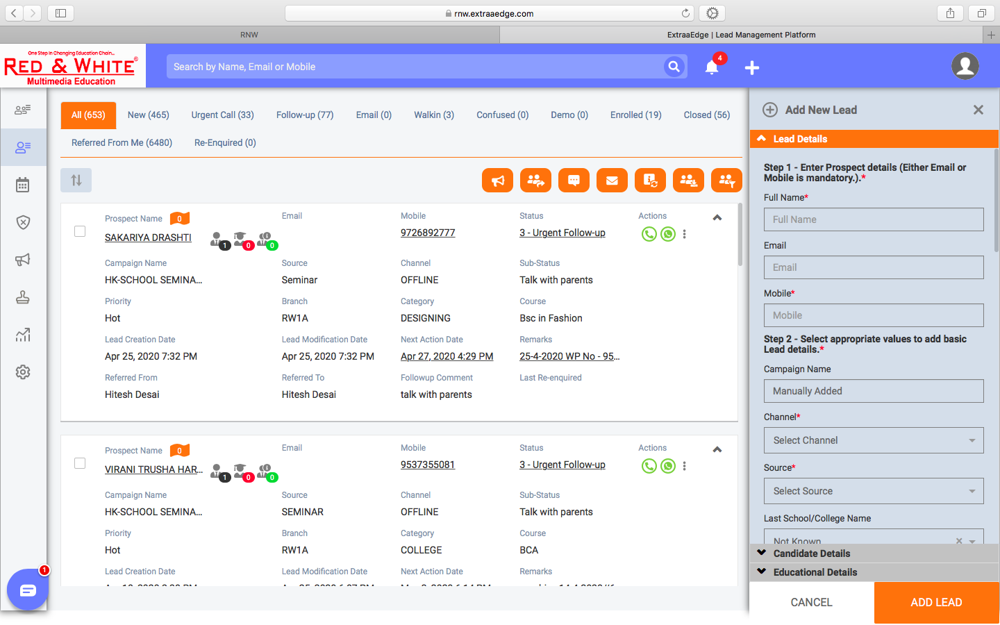 rnw.extraaedge.com
RNW
ExtraaEdge | Lead Management Platform
One Step In Changing Education Chain...
RED & WHITE®
Multimedia Education
Search by Name, Email or Mobile
4
All (653)
New (465)
Urgent Call (33)
Follow-up (77)
Email (0)
Walkin (3)
Confused (0)
Demo (0)
Enrolled (19)
Closed (56)
Referred From Me (6480)
Re-Enquired (0)
Prospect Name 0
Email
Mobile
Status
Actions
SAKARIYA DRASHTI
1 0 0
9726892777
3 - Urgent Follow-up
Campaign Name
Source
Channel
Sub-Status
HK-SCHOOL SEMINA...
Seminar
OFFLINE
Talk with parents
Priority
Branch
Category
Course
Hot
RW1A
DESIGNING
Bsc in Fashion
Lead Creation Date
Lead Modification Date
Next Action Date
Remarks
Apr 25, 2020 7:32 PM
Apr 25, 2020 7:32 PM
Apr 27, 2020 4:29 PM
25-4-2020 WP No - 95...
Referred From
Referred To
Followup Comment
Last Re-enquired
Hitesh Desai
Hitesh Desai
talk with parents
Prospect Name 0
Email
Mobile
Status
Actions
VIRANI TRUSHA HAR...
1 0 0
9537355081
3 - Urgent Follow-up
Campaign Name
Source
Channel
Sub-Status
HK-SCHOOL SEMINA...
SEMINAR
OFFLINE
Talk with parents
Priority
Branch
Category
Course
Hot
RW1A
COLLEGE
BCA
Lead Creation Date
Lead Modification Date
Next Action Date
Remarks
1
Add New Lead
Lead Details
Step 1 - Enter Prospect details (Either Email or
Mobile is mandatory.).*
Full Name*
Full Name
Email
Email
Mobile*
Mobile
Step 2 - Select appropriate values to add basic
Lead details.*
Campaign Name
Manually Added
Channel*
Select Channel
Source*
Select Source
Last School/College Name
Not Known
Candidate Details
Educational Details
CANCEL
ADD LEAD